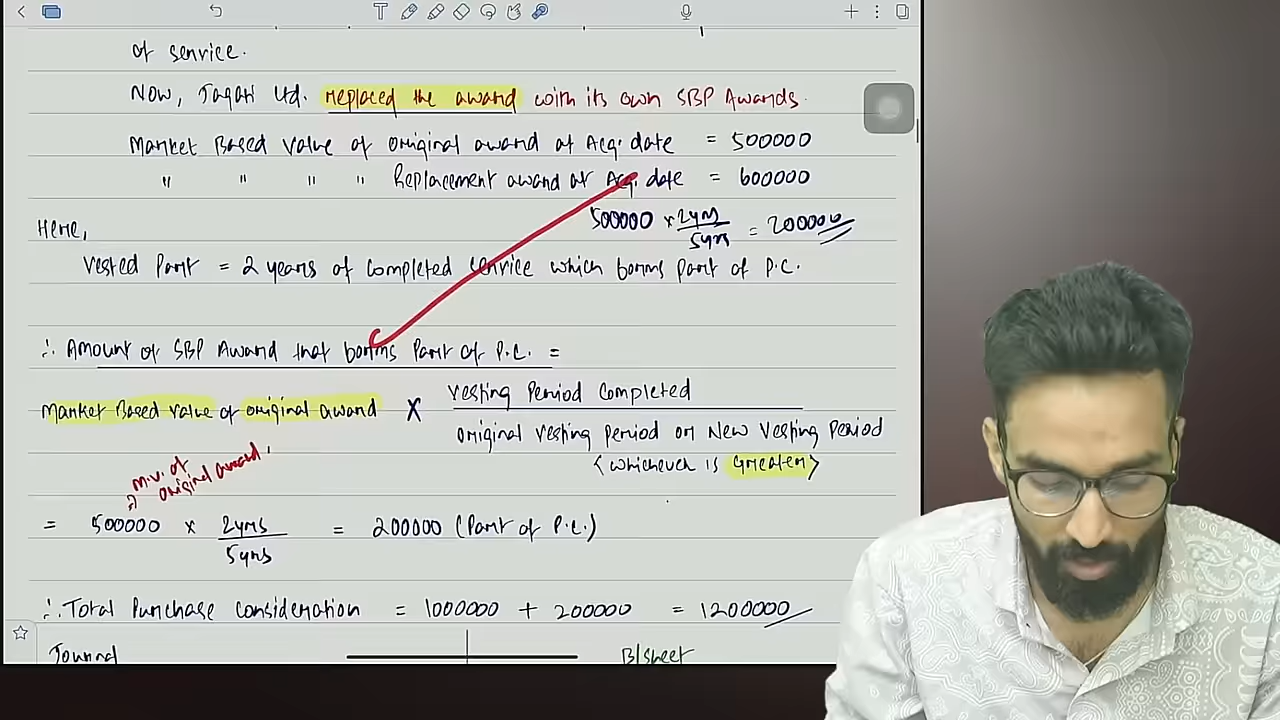 of service.
Now, Jagati Ltd. replaced the award with its own SBP Awards.
Market Based Value of original award at Acq. date = 500000
" " " " Replacement award at Acq. date = 600000
500000 × 2yrs / 5yrs = 200000
Here,
Vested Part = 2 years of completed service which forms part of P.C.
∴ Amount of SBP Award that forms Part of P.C. =
Market Based Value of original award × Vesting Period Completed
original vesting period or New Vesting Period
(whichever is Greater)
M.V. of
original award.
= 500000 × 2yrs / 5yrs = 200000 (Part of P.C.)
∴ Total Purchase Consideration = 1000000 + 200000 = 1200000
Journal B/Sheet